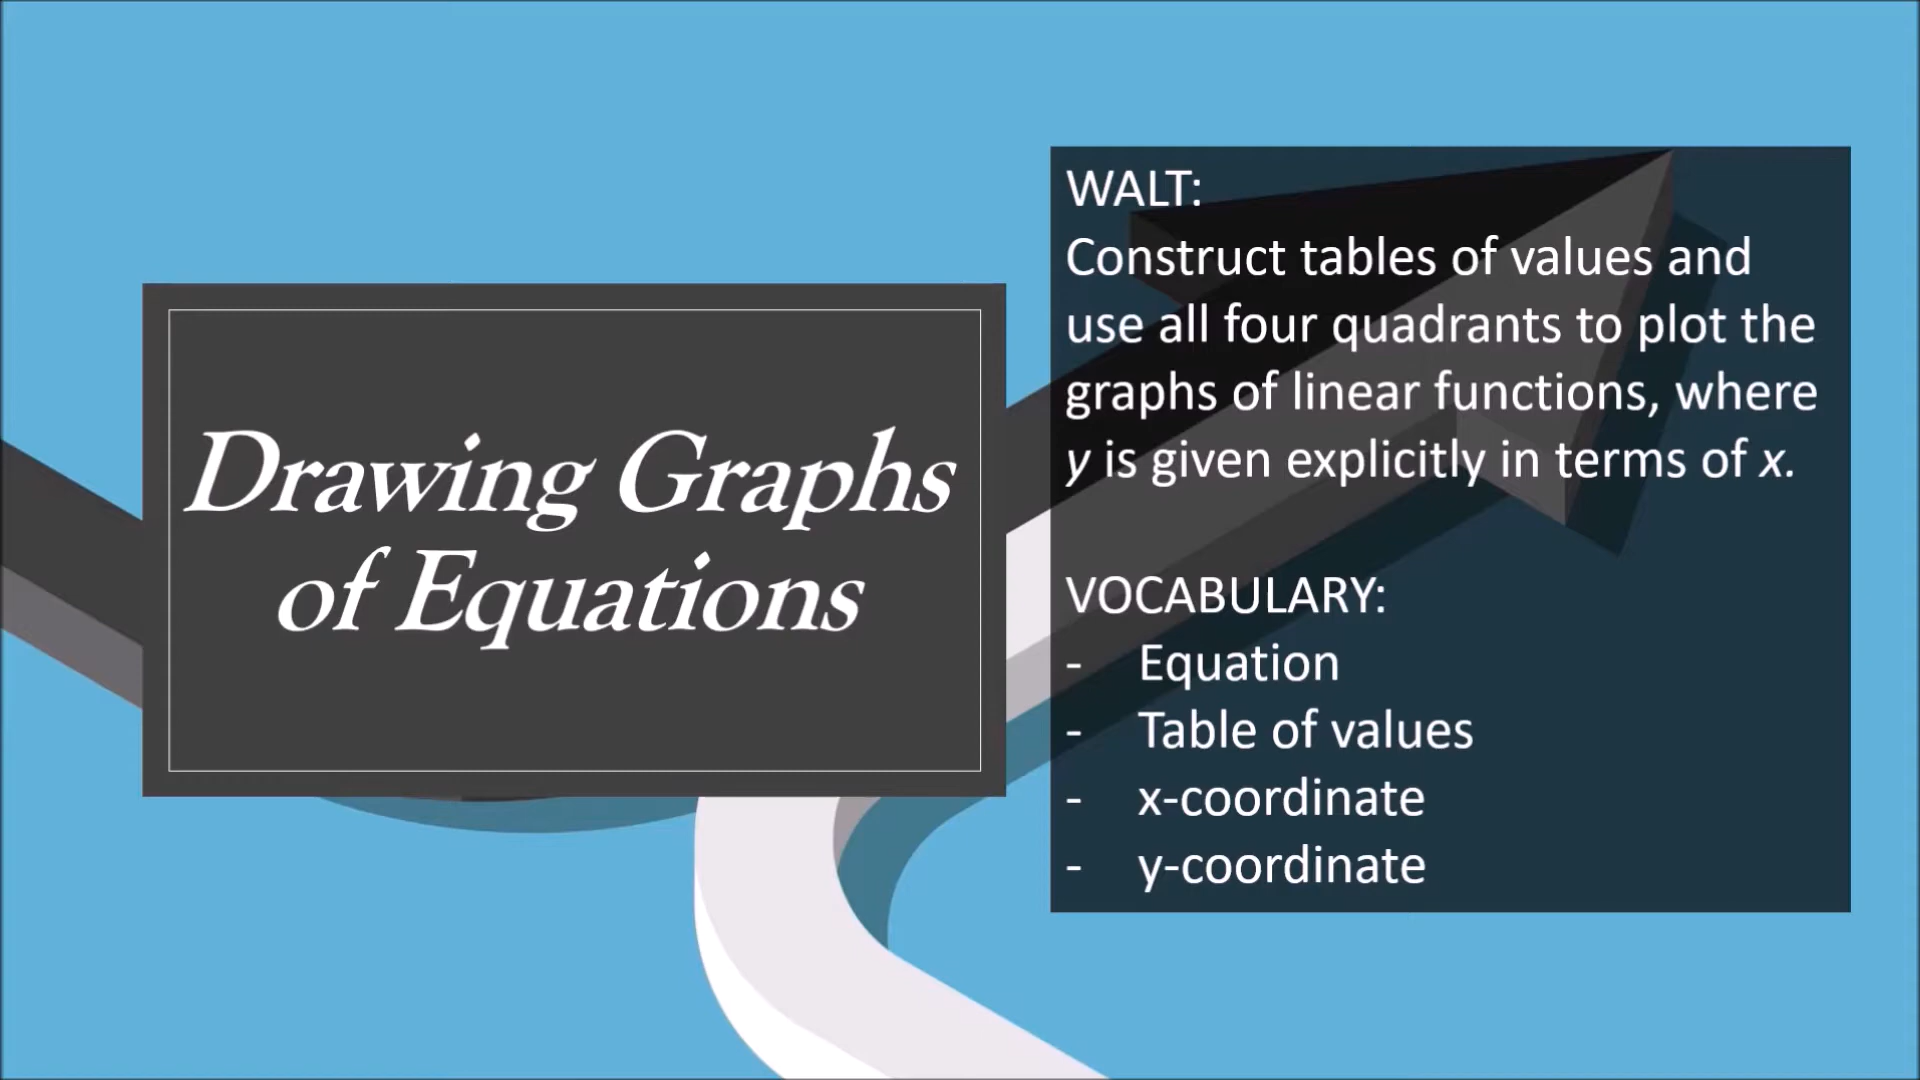 Drawing Graphs
of Equations
WALT:
Construct tables of values and
use all four quadrants to plot the
graphs of linear functions, where
y is given explicitly in terms of x.
VOCABULARY:
- Equation
- Table of values
- x-coordinate
- y-coordinate